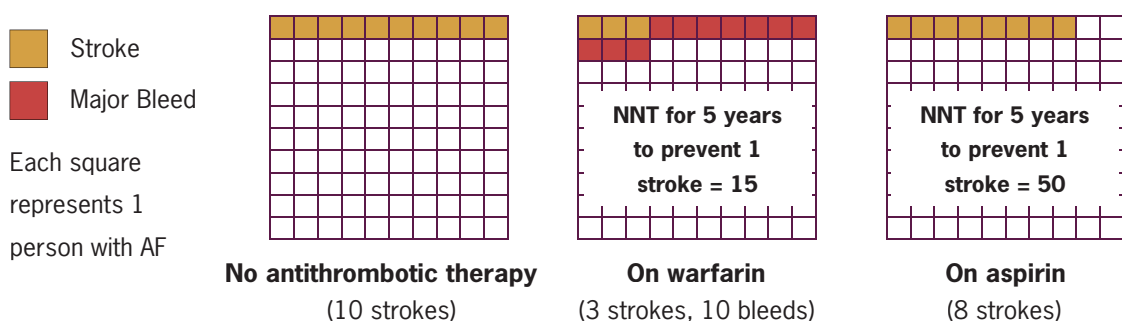 Stroke
Major Bleed
Each square
represents 1
person with AF
NNT for 5 years
to prevent 1
stroke = 15
NNT for 5 years
to prevent 1
stroke = 50
No antithrombotic therapy
(10 strokes)
On warfarin
(3 strokes, 10 bleeds)
On aspirin
(8 strokes)